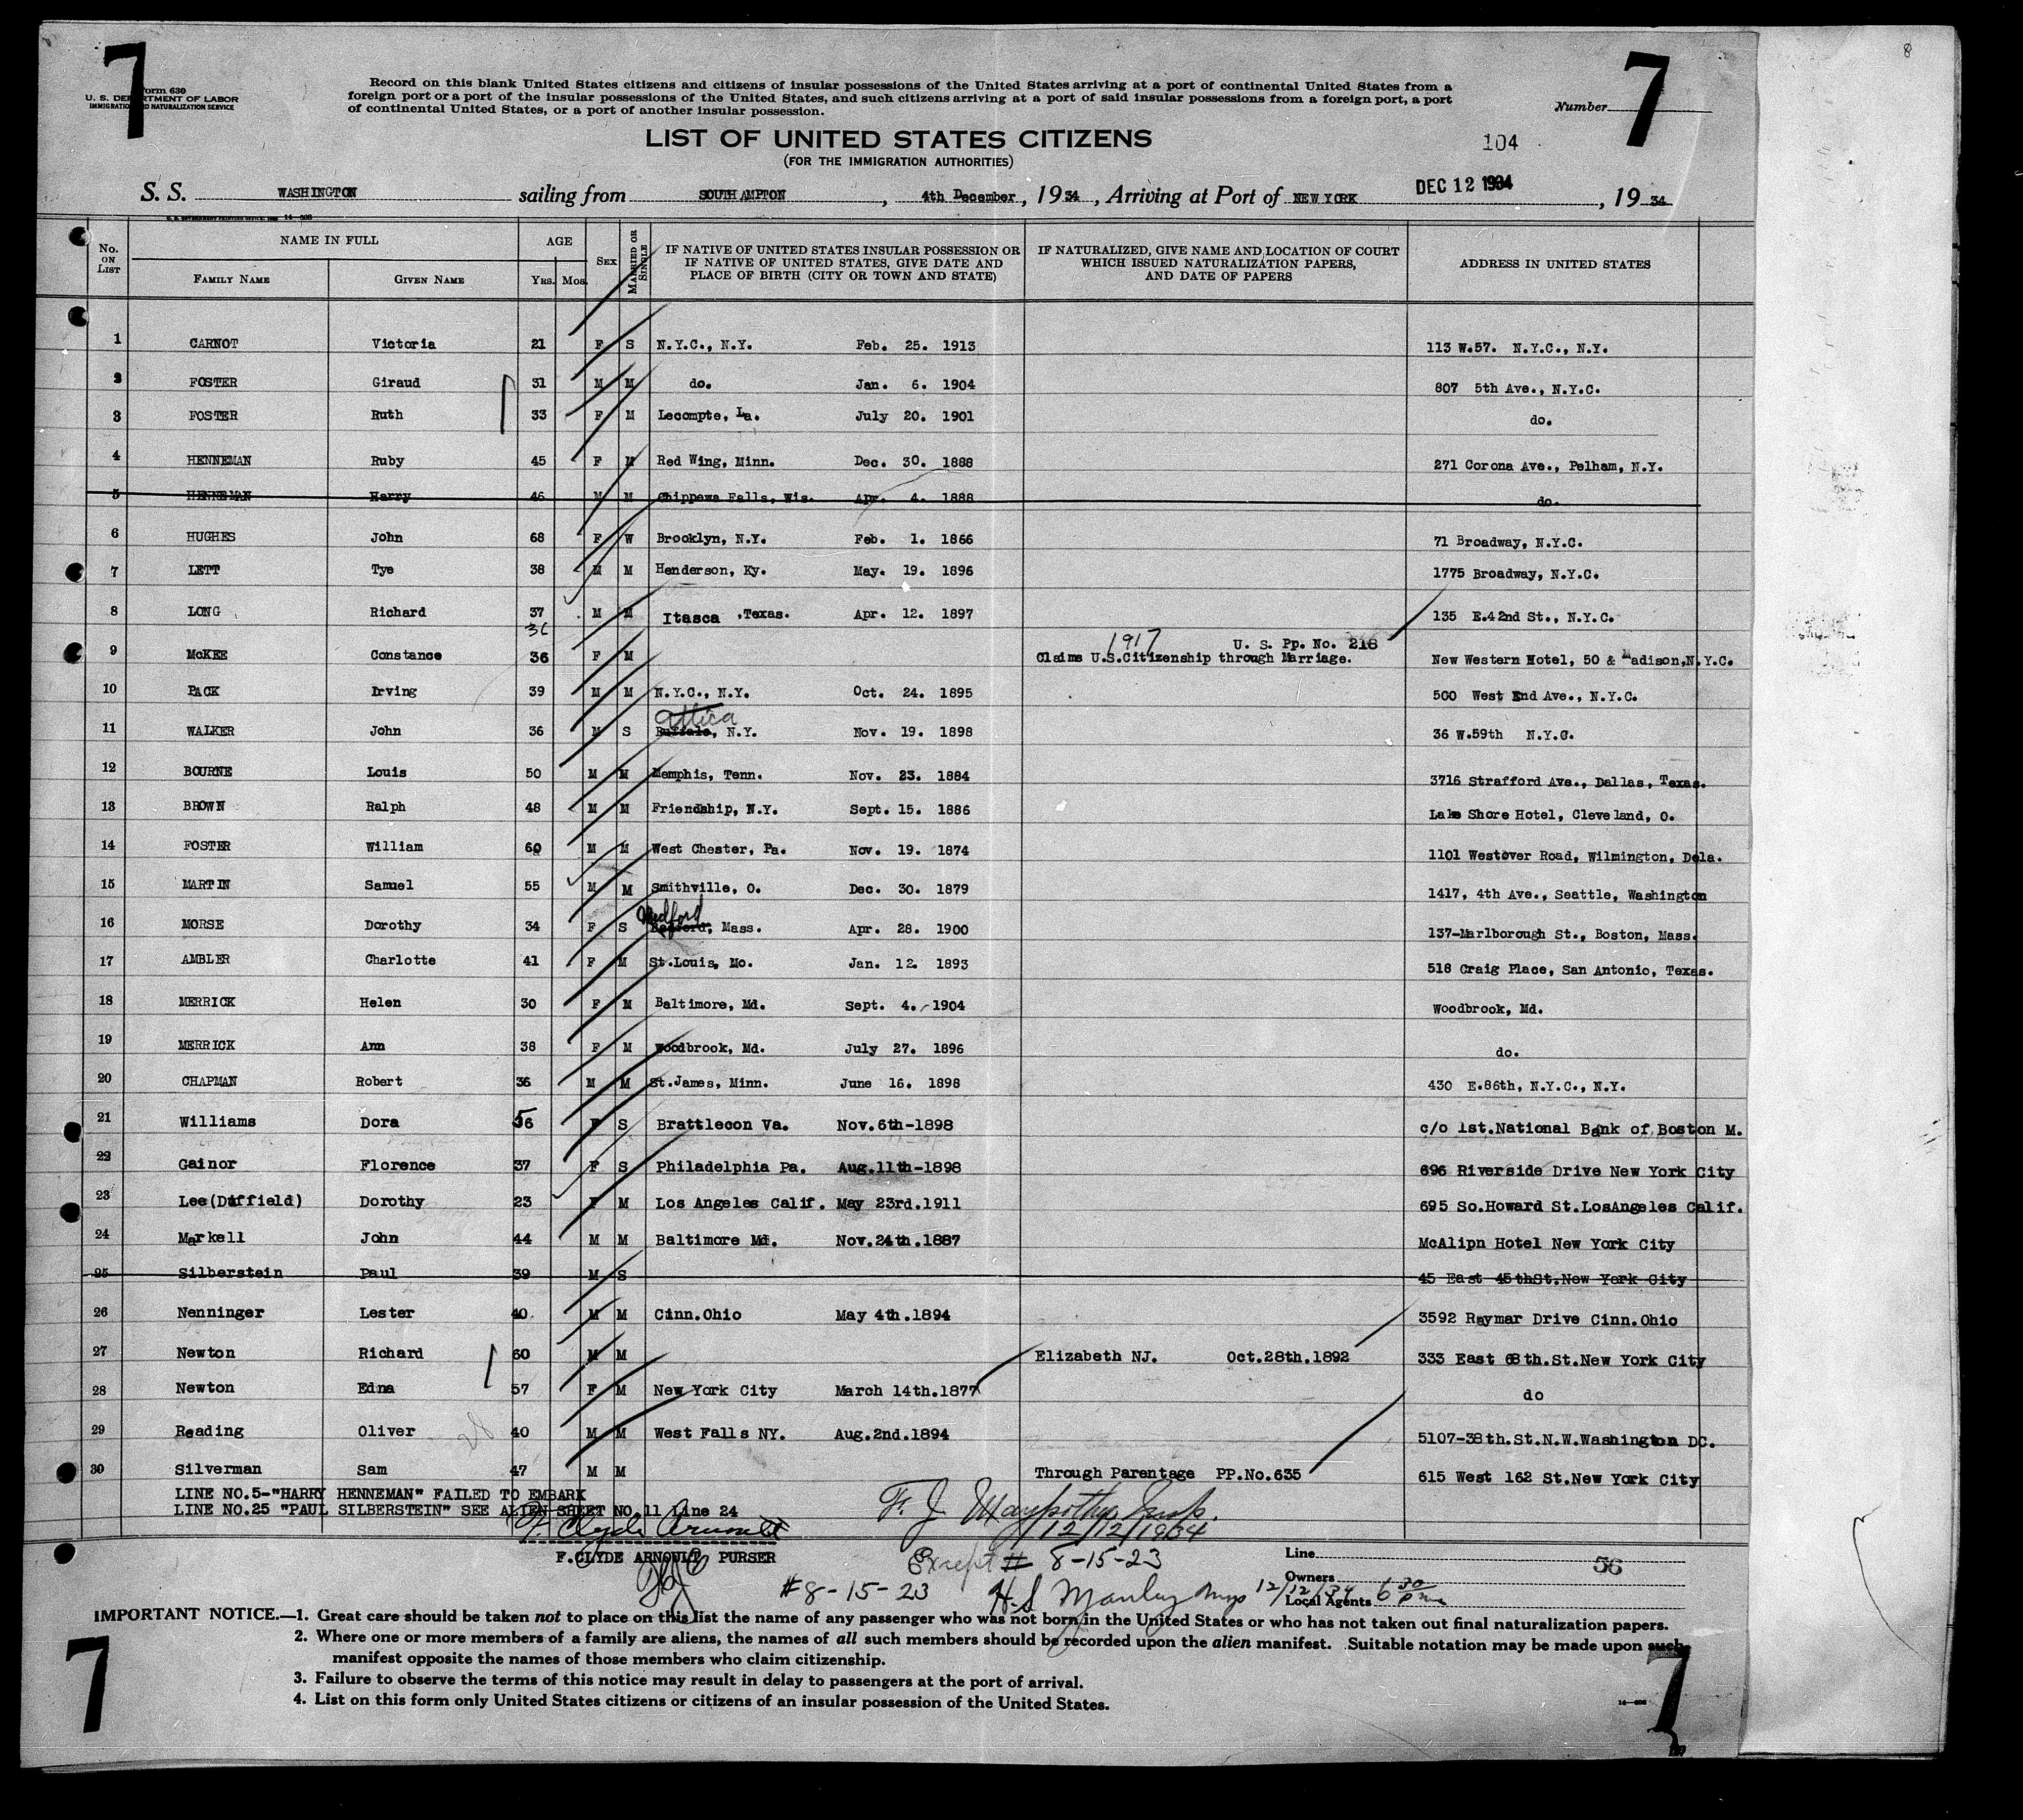 8
7 7
Form 630
U. S. DEPARTMENT OF LABOR
IMMIGRATION AND NATURALIZATION SERVICE
Record on this blank United States citizens and citizens of insular possessions of the United States arriving at a port of continental United States from a
foreign port or a port of the insular possessions of the United States, and such citizens arriving at a port of said insular possessions from a foreign port, a port
of continental United States, or a port of another insular possession.
Number
LIST OF UNITED STATES CITIZENS
(FOR THE IMMIGRATION AUTHORITIES)
104
S. S. WASHINGTON sailing from SOUTHAMPTON, 4th December, 1934, Arriving at Port of NEW YORK DEC 12 1934, 1934
No. ON LIST
NAME IN FULL
FAMILY NAME GIVEN NAME
AGE
YRS. MOS.
SEX
MARRIED OR SINGLE
IF NATIVE OF UNITED STATES INSULAR POSSESSION OR
IF NATIVE OF UNITED STATES, GIVE DATE AND
PLACE OF BIRTH (CITY OR TOWN AND STATE)
IF NATURALIZED, GIVE NAME AND LOCATION OF COURT
WHICH ISSUED NATURALIZATION PAPERS,
AND DATE OF PAPERS
ADDRESS IN UNITED STATES
1 CARNOT Victoria 21 F S N.Y.C., N.Y. Feb. 25. 1913 113 W.57. N.Y.C., N.Y.
2 FOSTER Giraud 31 M M do. Jan. 6. 1904 807 5th Ave., N.Y.C.
3 FOSTER Ruth 33 F M Lecompte, La. July 20. 1901 do.
4 HENNEMAN Ruby 45 F M Red Wing, Minn. Dec. 30. 1888 271 Corona Ave., Pelham, N.Y.
5 HENNEMAN Harry 46 M M Chippewa Falls, Wis. Apr. 4. 1888 do.
6 HUGHES John 68 F W Brooklyn, N.Y. Feb. 1. 1866 71 Broadway, N.Y.C.
7 LETT Tye 38 M M Henderson, Ky. May. 19. 1896 1775 Broadway, N.Y.C.
8 LONG Richard 37 M M Itasca ,Texas. Apr. 12. 1897 135 E.42nd St., N.Y.C.
36 1917 U. S. Pp. No. 218
9 McKEE Constance 36 F M Claims U.S.Citizenship through Marriage. New Western Hotel, 50 & Madison,N.Y.C.
10 PACK Irving 39 M M N.Y.C., N.Y. Oct. 24. 1895 500 West End Ave., N.Y.C.
Attica
11 WALKER John 36 M S Buffalo, N.Y. Nov. 19. 1898 36 W.59th N.Y.C.
12 BOURNE Louis 50 M M Memphis, Tenn. Nov. 23. 1884 3716 Strafford Ave., Dallas, Texas.
13 BROWN Ralph 48 M M Friendship, N.Y. Sept. 15. 1886 Lake Shore Hotel, Cleveland, O.
14 FOSTER William 60 M M West Chester, Pa. Nov. 19. 1874 1101 Westover Road, Wilmington, Dela.
15 MARTIN Samuel 55 M M Smithville, O. Dec. 30. 1879 1417, 4th Ave., Seattle, Washington
Medford
16 MORSE Dorothy 34 F S Mass. Apr. 28. 1900 137-Marlborough St., Boston, Mass.
17 AMBLER Charlotte 41 F M St.Louis, Mo. Jan. 12. 1893 518 Craig Place, San Antonio, Texas.
18 MERRICK Helen 30 F M Baltimore, Md. Sept. 4. 1904 Woodbrook, Md.
19 MERRICK Ann 38 F M Woodbrook, Md. July 27. 1896 do.
20 CHAPMAN Robert 36 M M St.James, Minn. June 16. 1898 430 E.86th, N.Y.C., N.Y.
21 Williams Dora 56 F S Brattlecon Va. Nov.6th-1898 c/o 1st.National Bank of Boston M.
22 Gainor Florence 37 F S Philadelphia Pa. Aug.11th-1898 696 Riverside Drive New York City
23 Lee(Duffield) Dorothy 23 F M Los Angeles Calif. May 23rd.1911 695 So.Howard St.LosAngeles Calif.
24 Markell John 44 M M Baltimore Md. Nov.24th.1887 McAlipn Hotel New York City
25 Silberstein Paul 39 M S 45 East 45thSt.New York City
26 Nenninger Lester 40 M M Cinn.Ohio May 4th.1894 3592 Raymar Drive Cinn.Ohio
27 Newton Richard 60 M M Elizabeth NJ. Oct.28th.1892 333 East 68th.St.New York City
28 Newton Edna 57 F M New York City March 14th.1877 do
29 Reading Oliver 28 40 M M West Falls NY. Aug.2nd.1894 5107-38th.St.N.W.Washington DC.
30 Silverman Sam 47 M M Through Parentage PP.No.635 615 West 162 St.New York City
LINE NO.5-"HARRY HENNEMAN" FAILED TO EMBARK
LINE NO.25 "PAUL SILBERSTEIN" SEE ALIEN SHEET NO.11 Line 24
F. Clyde Arnoult F. J. Insp.
12/12/1934
F.CLYDE ARNOULT PURSER Except # 8-15-23
#8-15-23 H.S Manley Insp 12/12/34 6 30 pm
Line 56
Owners
Local Agents
IMPORTANT NOTICE.—1. Great care should be taken not to place on this list the name of any passenger who was not born in the United States or who has not taken out final naturalization papers.
2. Where one or more members of a family are aliens, the names of all such members should be recorded upon the alien manifest. Suitable notation may be made upon such
manifest opposite the names of those members who claim citizenship.
3. Failure to observe the terms of this notice may result in delay to passengers at the port of arrival.
4. List on this form only United States citizens or citizens of an insular possession of the United States.
7 7